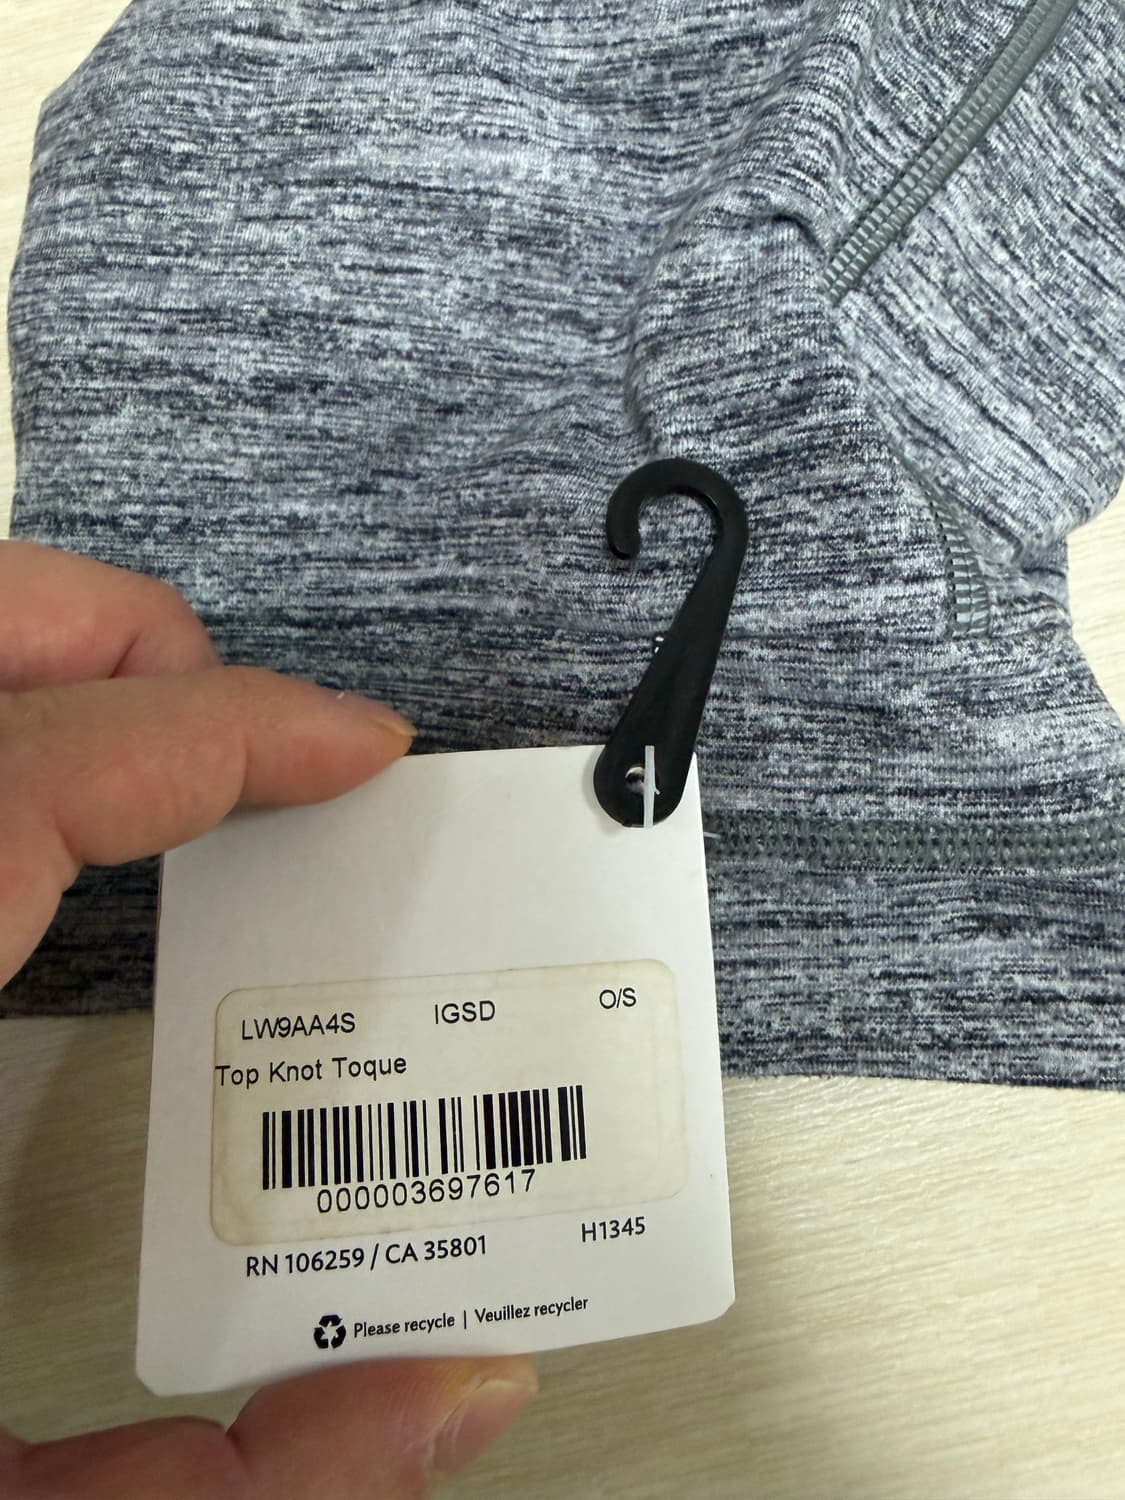 LW9AA4S IGSD O/S
Top Knot Toque
000003697617
RN 106259 / CA 35801 H1345
Please recycle | Veuillez recycler